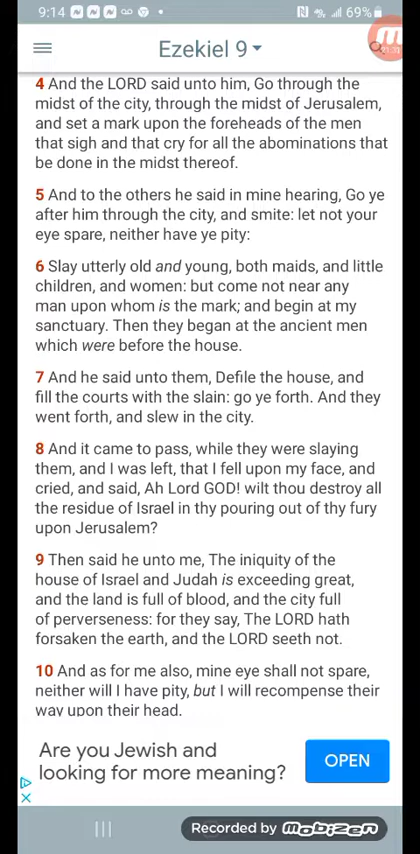 9:14 69%
Ezekiel 9
4 And the LORD said unto him, Go through the
midst of the city, through the midst of Jerusalem,
and set a mark upon the foreheads of the men
that sigh and that cry for all the abominations that
be done in the midst thereof.
5 And to the others he said in mine hearing, Go ye
after him through the city, and smite: let not your
eye spare, neither have ye pity:
6 Slay utterly old and young, both maids, and little
children, and women: but come not near any
man upon whom is the mark; and begin at my
sanctuary. Then they began at the ancient men
which were before the house.
7 And he said unto them, Defile the house, and
fill the courts with the slain: go ye forth. And they
went forth, and slew in the city.
8 And it came to pass, while they were slaying
them, and I was left, that I fell upon my face, and
cried, and said, Ah Lord GOD! wilt thou destroy all
the residue of Israel in thy pouring out of thy fury
upon Jerusalem?
9 Then said he unto me, The iniquity of the
house of Israel and Judah is exceeding great,
and the land is full of blood, and the city full
of perverseness: for they say, The LORD hath
forsaken the earth, and the LORD seeth not.
10 And as for me also, mine eye shall not spare,
neither will I have pity, but I will recompense their
way upon their head.
Are you Jewish and
looking for more meaning?
OPEN
Recorded by mobizen